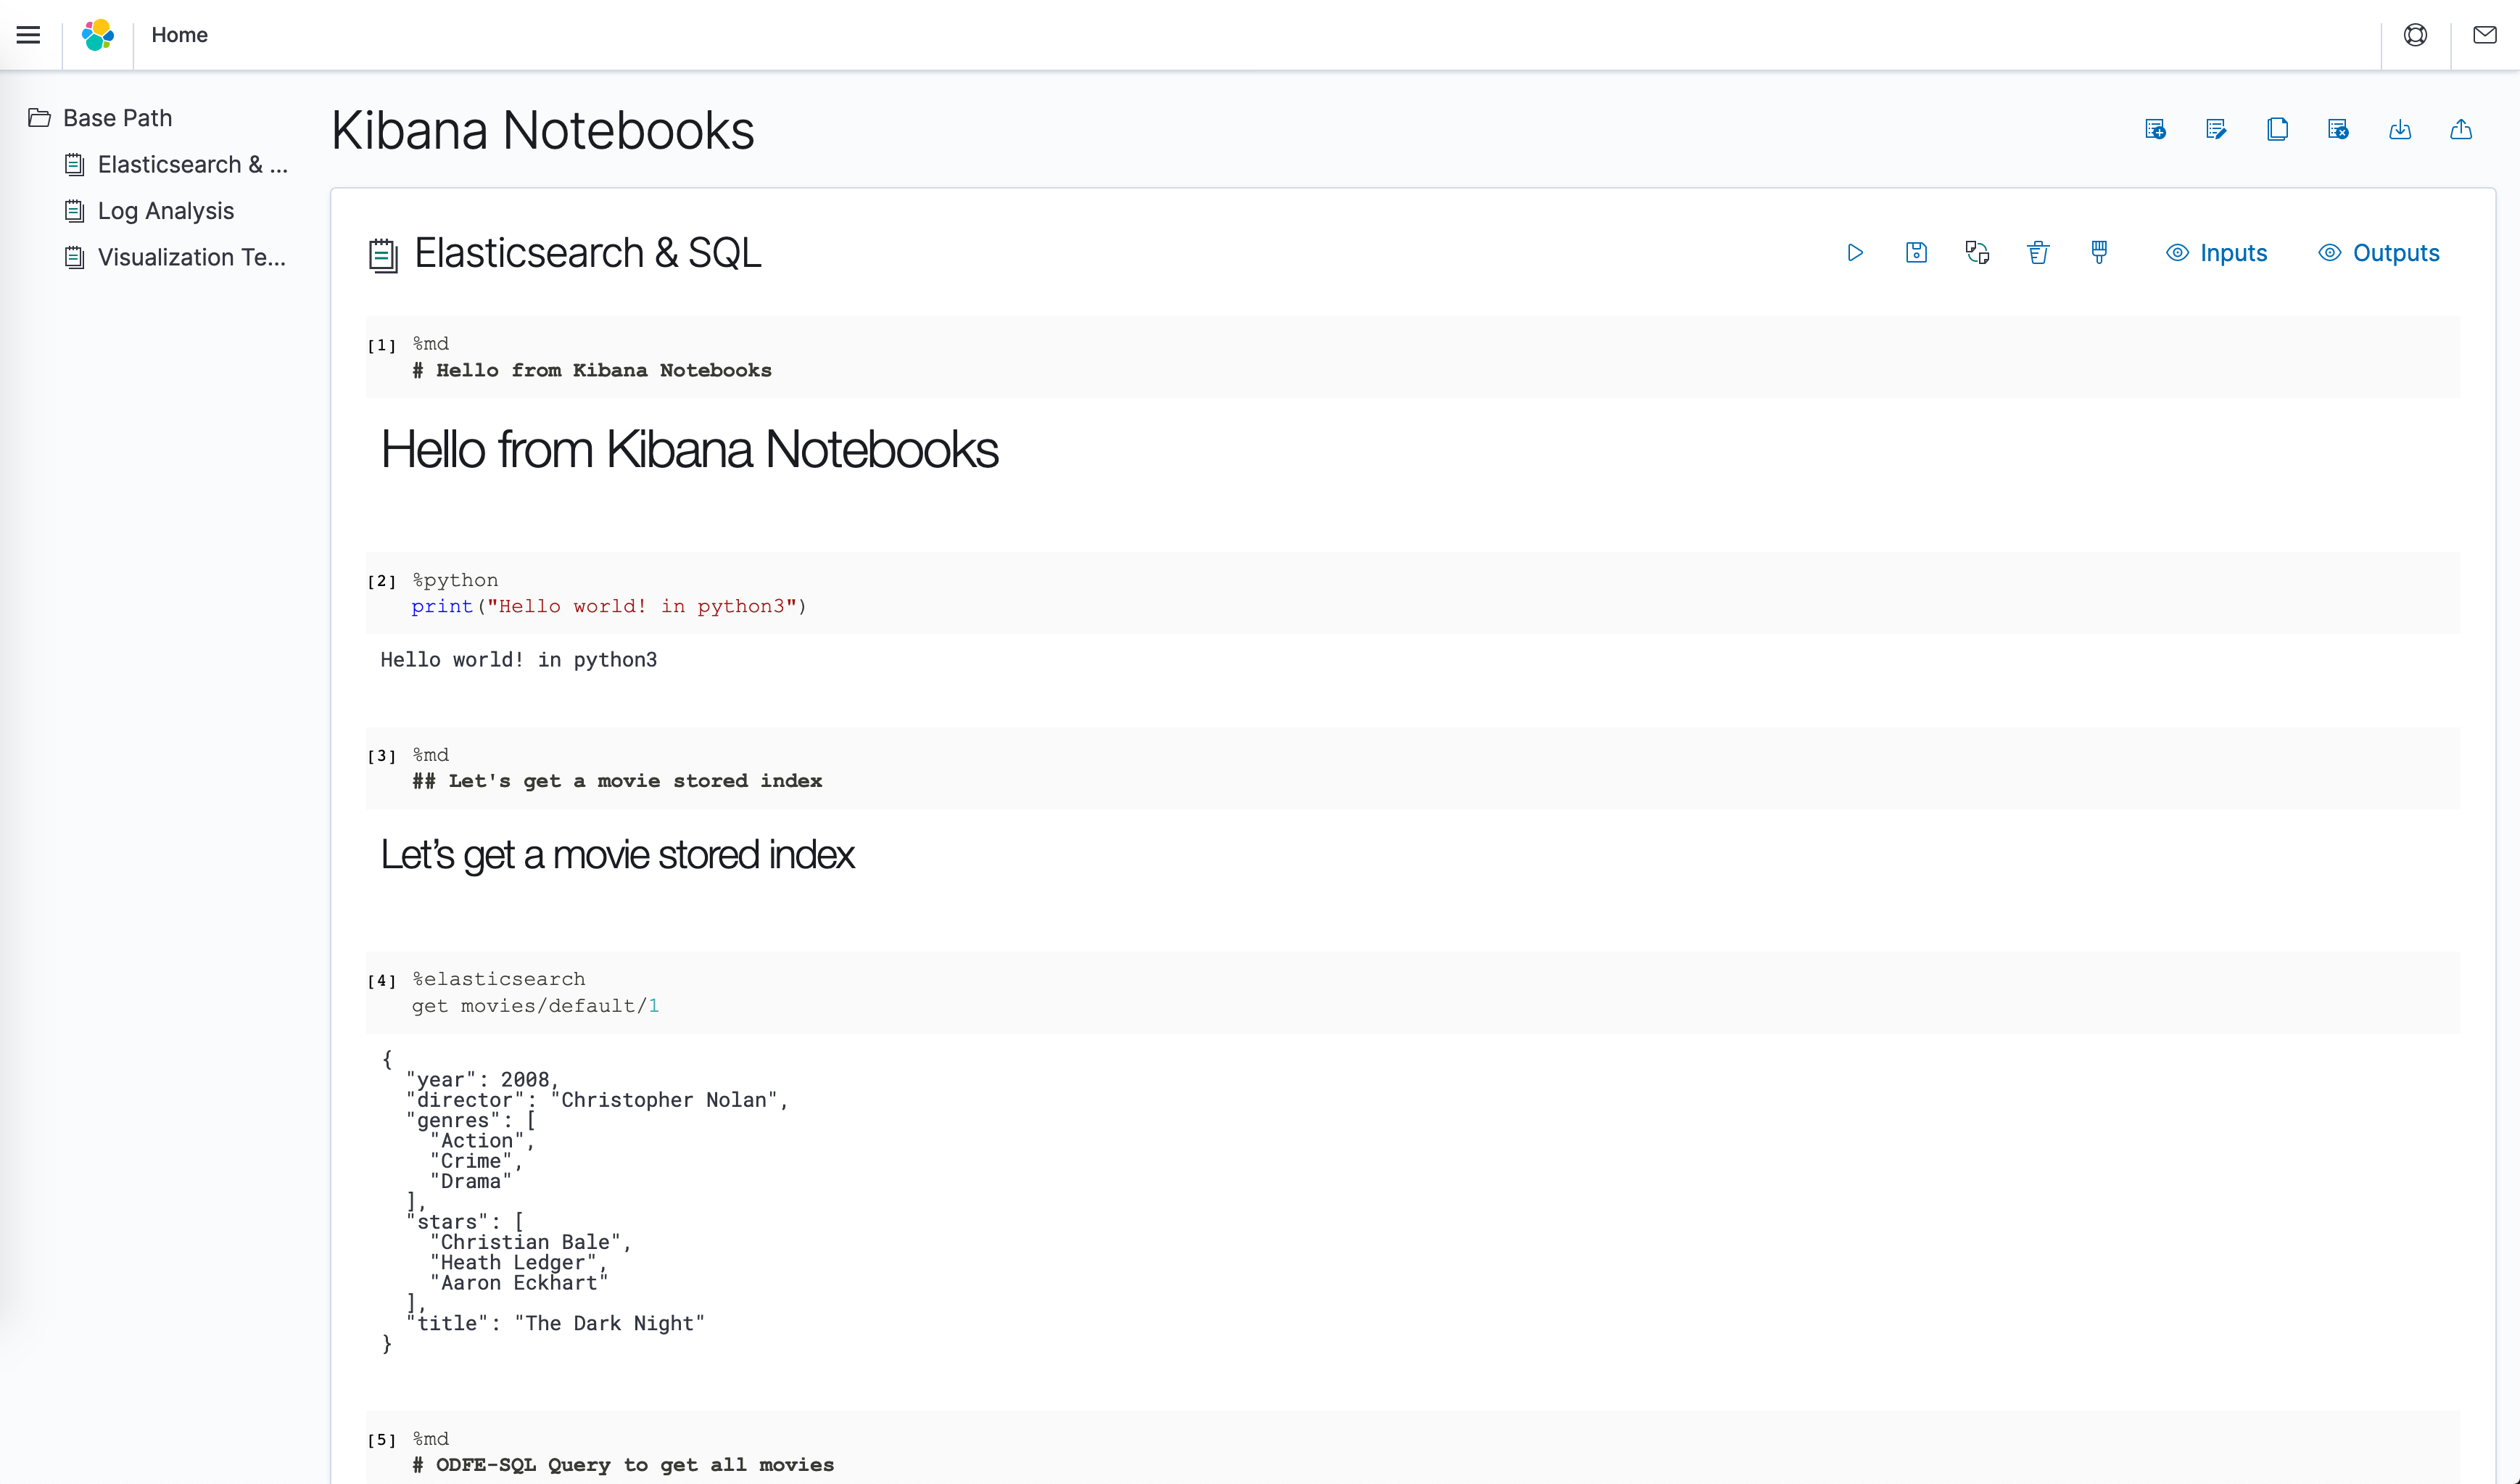 Home
Base Path
Elasticsearch & ...
Log Analysis
Visualization Te...
Kibana Notebooks
Elasticsearch & SQL
Inputs
Outputs
[1] %md
# Hello from Kibana Notebooks
Hello from Kibana Notebooks
[2] %python
print("Hello world! in python3")
Hello world! in python3
[3] %md
## Let's get a movie stored index
Let’s get a movie stored index
[4] %elasticsearch
get movies/default/1
{
"year": 2008,
"director": "Christopher Nolan",
"genres": [
"Action",
"Crime",
"Drama"
],
"stars": [
"Christian Bale",
"Heath Ledger",
"Aaron Eckhart"
],
"title": "The Dark Night"
}
[5] %md
# ODFE-SQL Query to get all movies